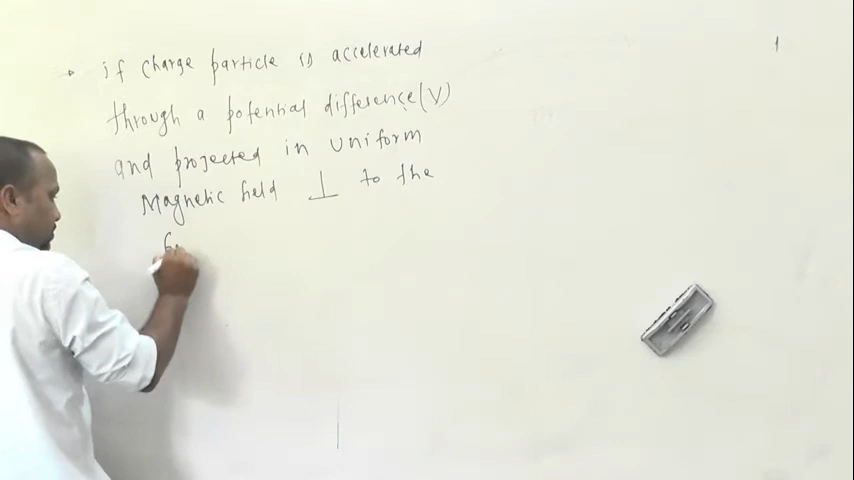 if charge particle is accelerated
through a potential difference (V)
and projected in uniform
Magnetic field ⊥ to the